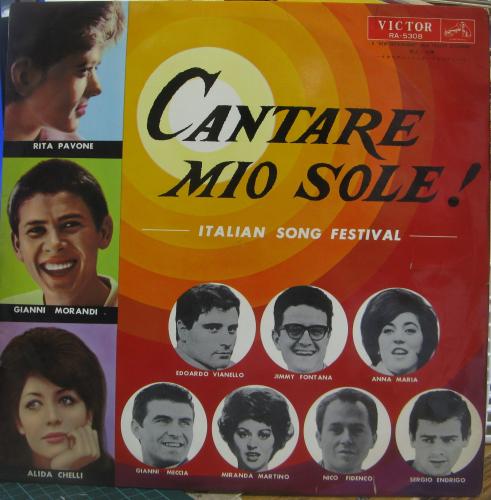 VICTOR
RA-5308
CANTARE
MIO SOLE!
ITALIAN SONG FESTIVAL
RITA PAVONE
GIANNI MORANDI
ALIDA CHELLI
EDOARDO VIANELLO
JIMMY FONTANA
ANNA MARIA
GIANNI MECCIA
MIRANDA MARTINO
NICO FIDENCO
SERGIO ENDRIGO